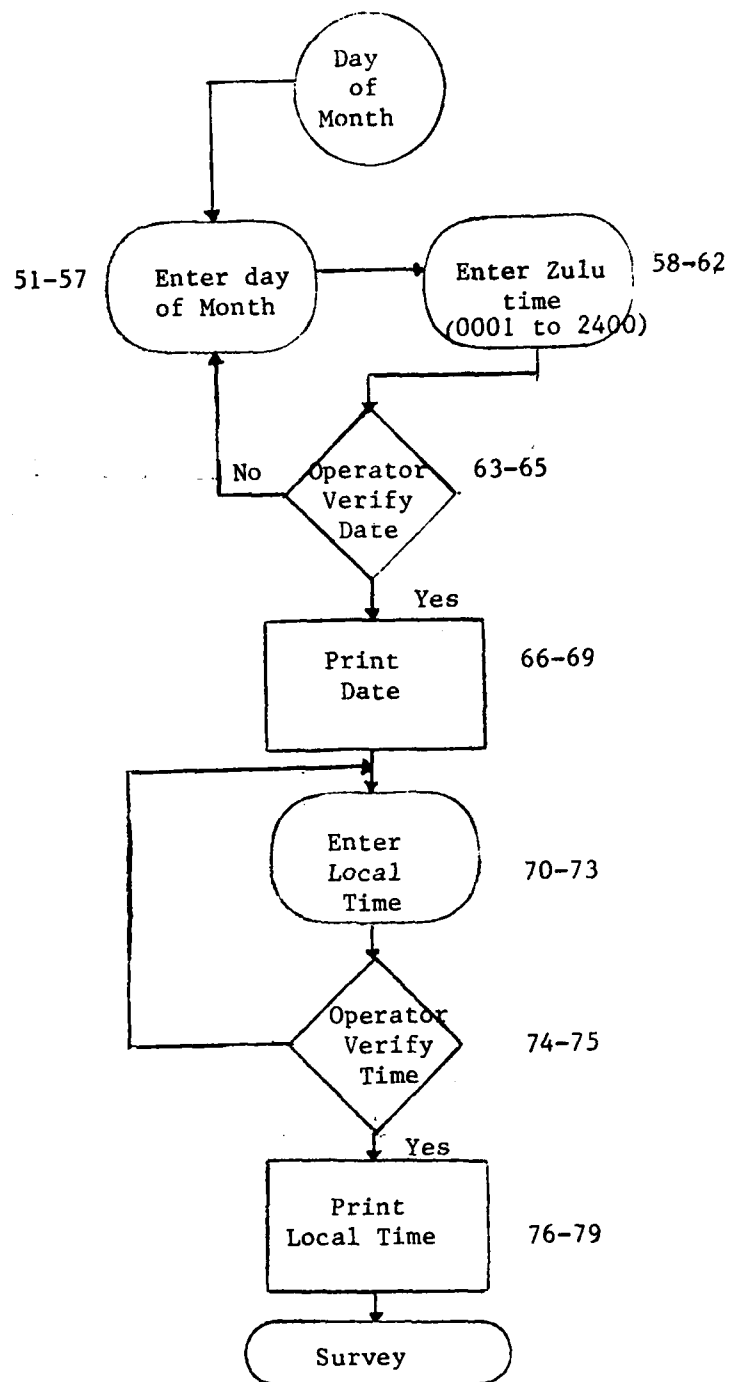 Day
of
Month
51-57
Enter day
of Month
Enter Zulu
time
(0001 to 2400)
58-62
No
Operator
Verify
Date
63-65
Yes
Print
Date
66-69
Enter
Local
Time
70-73
Operator
Verify
Time
74-75
Yes
Print
Local Time
76-79
Survey